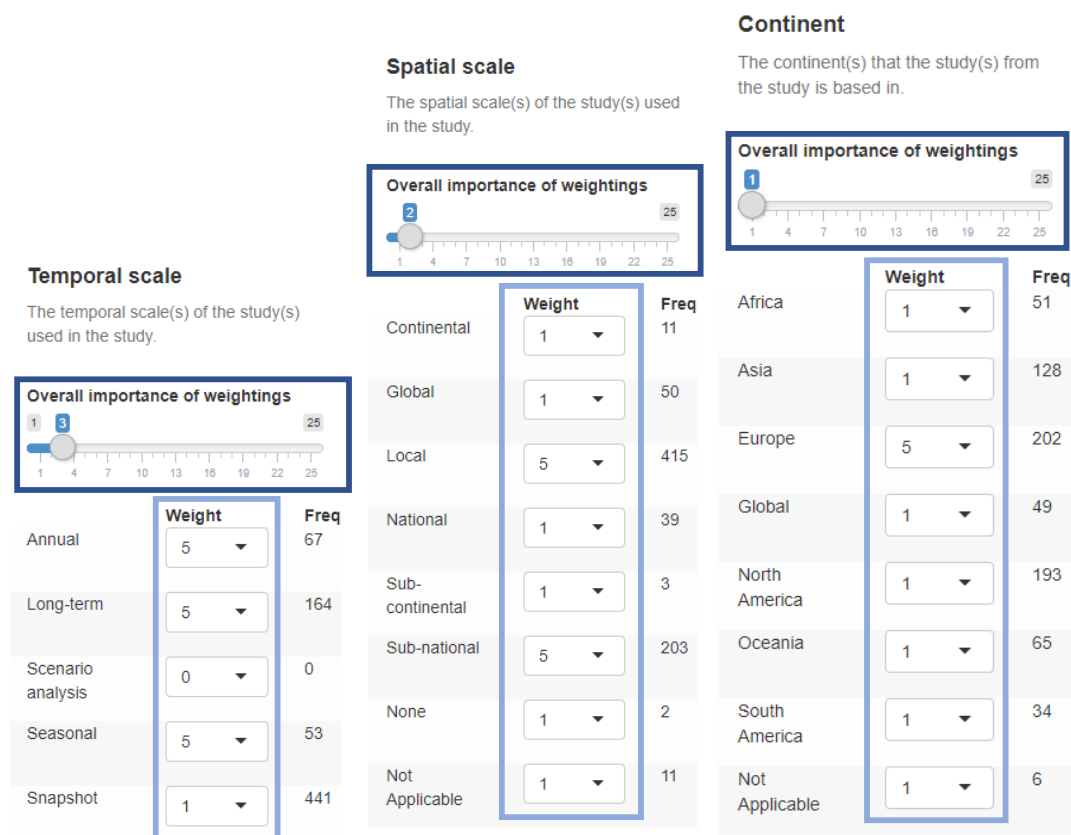 Temporal scale
The temporal scale(s) of the study(s)
used in the study.
Overall importance of weightings
1 3 25
1 4 7 10 13 16 19 22 25
Weight Freq
Annual 5 67
Long-term 5 164
Scenario
analysis 0 0
Seasonal 5 53
Snapshot 1 441
Spatial scale
The spatial scale(s) of the study(s) used
in the study.
Overall importance of weightings
2 25
1 4 7 10 13 16 19 22 25
Weight Freq
Continental 1 11
Global 1 50
Local 5 415
National 1 39
Sub-
continental 1 3
Sub-national 5 203
None 1 2
Not
Applicable 1 11
Continent
The continent(s) that the study(s) from
the study is based in.
Overall importance of weightings
1 25
1 4 7 10 13 16 19 22 25
Weight Freq
Africa 1 51
Asia 1 128
Europe 5 202
Global 1 49
North
America 1 193
Oceania 1 65
South
America 1 34
Not
Applicable 1 6